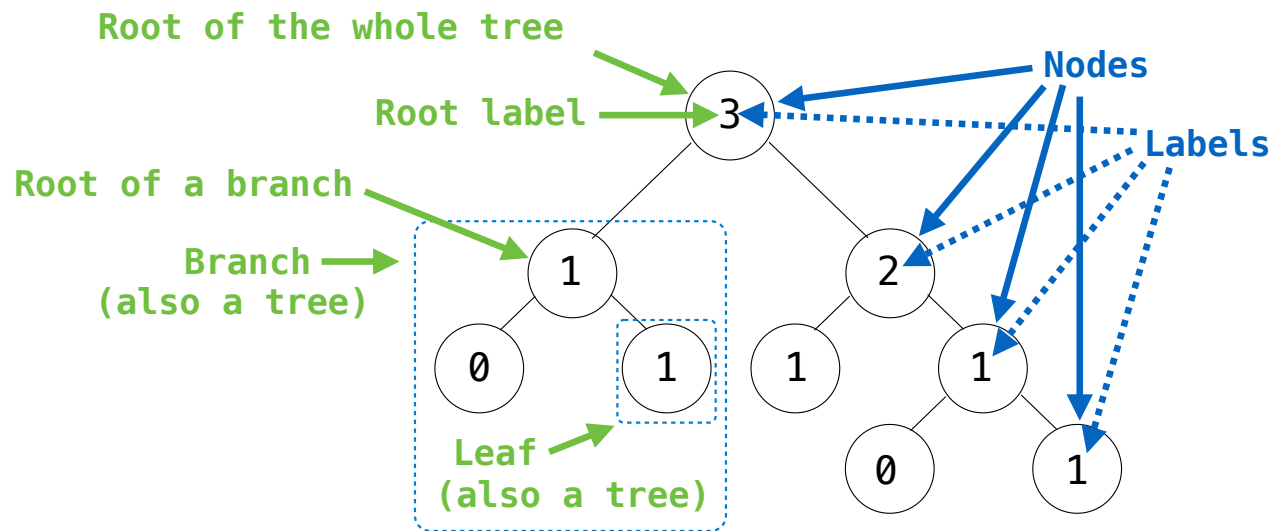 Root of the whole tree
Nodes
Root label
3
Labels
Root of a branch
Branch
(also a tree)
1
2
0
1
1
1
Leaf
(also a tree)
0
1